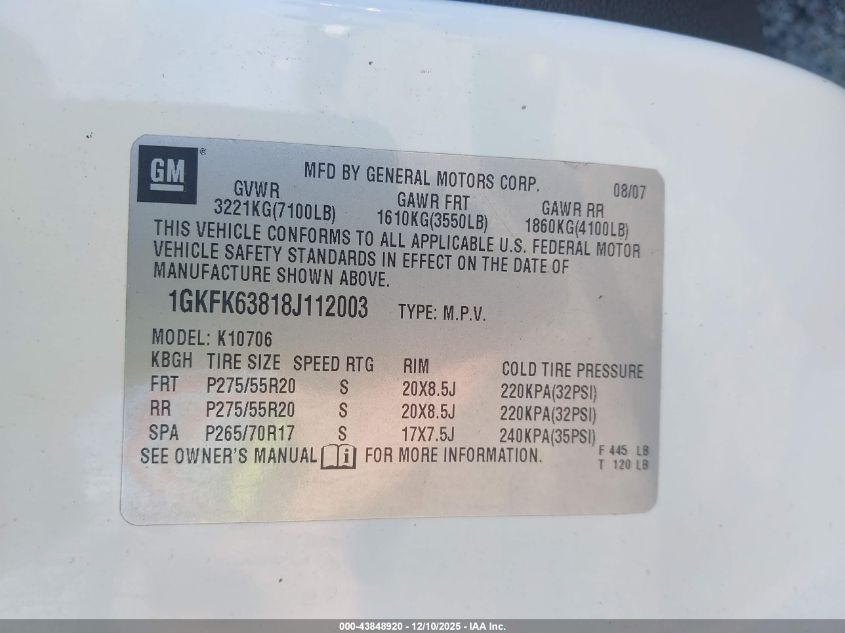 GM®
MFD BY GENERAL MOTORS CORP. 08/07
GVWR GAWR FRT GAWR RR
3221KG(7100LB) 1610KG(3550LB) 1860KG(4100LB)
THIS VEHICLE CONFORMS TO ALL APPLICABLE U.S. FEDERAL MOTOR
VEHICLE SAFETY STANDARDS IN EFFECT ON THE DATE OF
MANUFACTURE SHOWN ABOVE.
1GKFK63818J112003 TYPE: M.P.V.
MODEL: K10706
KBGH TIRE SIZE SPEED RTG RIM COLD TIRE PRESSURE
FRT P275/55R20 S 20X8.5J 220KPA(32PSI)
RR P275/55R20 S 20X8.5J 220KPA(32PSI)
SPA P265/70R17 S 17X7.5J 240KPA(35PSI)
SEE OWNER'S MANUAL i FOR MORE INFORMATION.
F 445 LB
T 120 LB
000-43848920 - 12/10/2025 - IAA Inc.